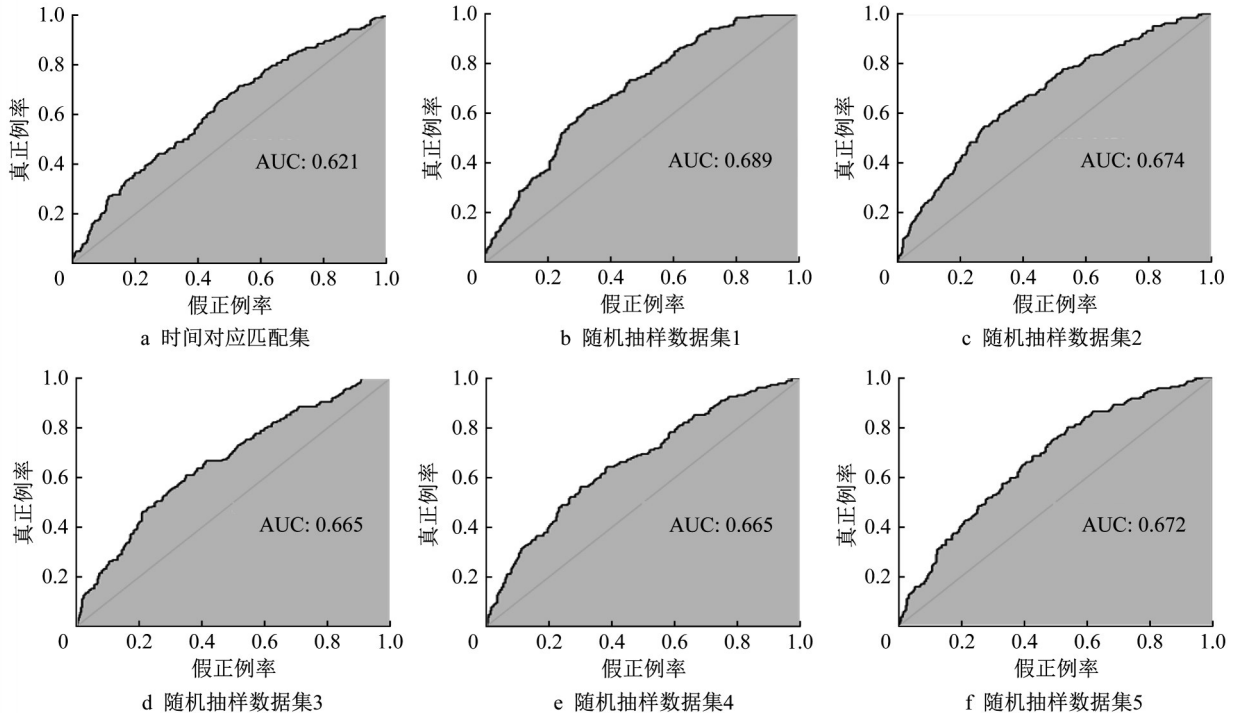 1.0
0.8
0.6
0.4
0.2
0
0.2
0.4
0.6
0.8
1.0
真正例率
AUC: 0.621
假正例率
a 时间对应匹配集
1.0
0.8
0.6
0.4
0.2
0
0.2
0.4
0.6
0.8
1.0
真正例率
AUC: 0.689
假正例率
b 随机抽样数据集1
1.0
0.8
0.6
0.4
0.2
0
0.2
0.4
0.6
0.8
1.0
真正例率
AUC: 0.674
假正例率
c 随机抽样数据集2
1.0
0.8
0.6
0.4
0.2
0
0.2
0.4
0.6
0.8
1.0
真正例率
AUC: 0.665
假正例率
d 随机抽样数据集3
1.0
0.8
0.6
0.4
0.2
0
0.2
0.4
0.6
0.8
1.0
真正例率
AUC: 0.665
假正例率
e 随机抽样数据集4
1.0
0.8
0.6
0.4
0.2
0
0.2
0.4
0.6
0.8
1.0
真正例率
AUC: 0.672
假正例率
f 随机抽样数据集5